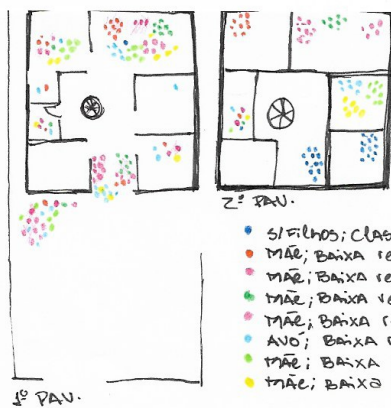 2º PAV.
S/FILHOS; CLAS
MÃE; BAIXA RE
MÃE; BAIXA RE
MÃE; BAIXA RE
MÃE; BAIXA R
AVÓ; BAIXA R
MÃE; BAIXA
MÃE; BAIXA
1º PAV.